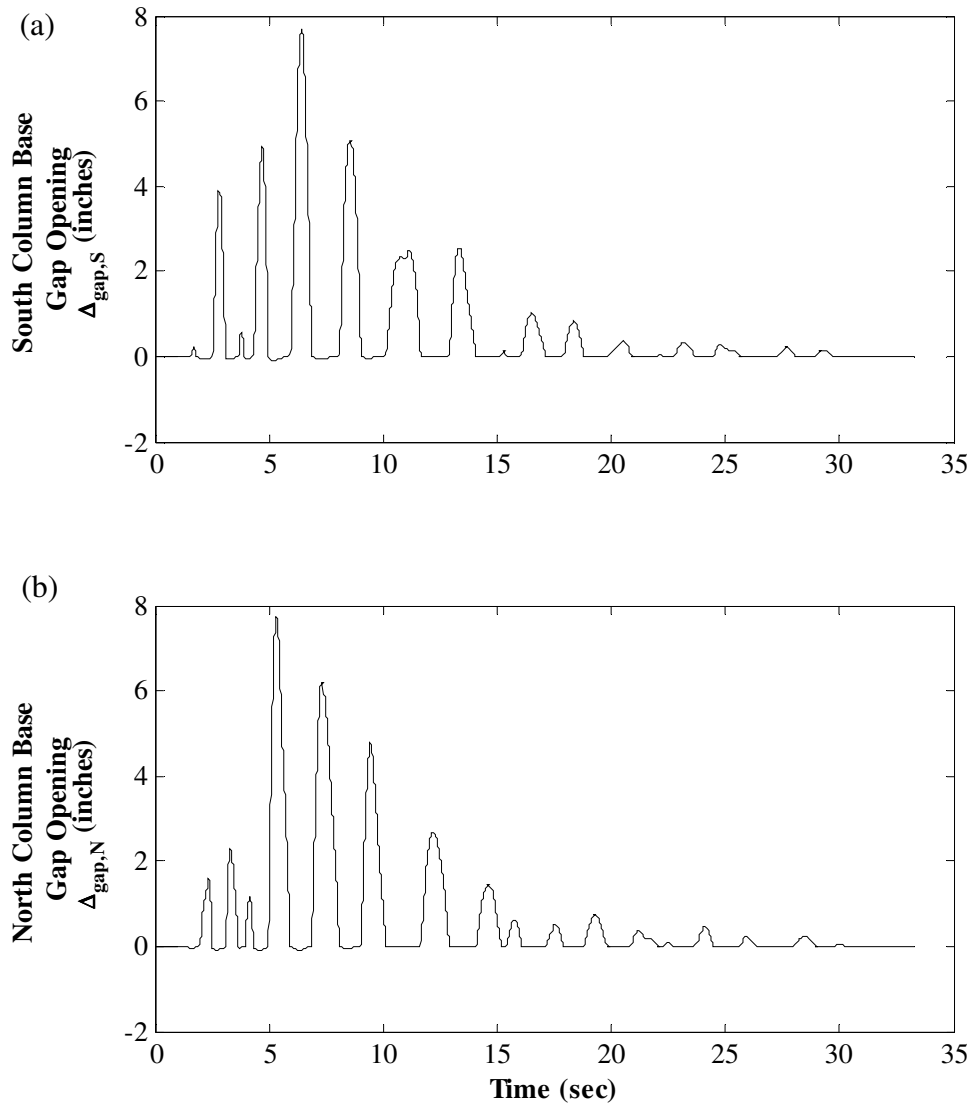 (a)
South Column Base
Gap Opening
Δgap,S (inches)
8
6
4
2
0
-2
0 5 10 15 20 25 30 35
(b)
North Column Base
Gap Opening
Δgap,N (inches)
8
6
4
2
0
-2
0 5 10 15 20 25 30 35
Time (sec)